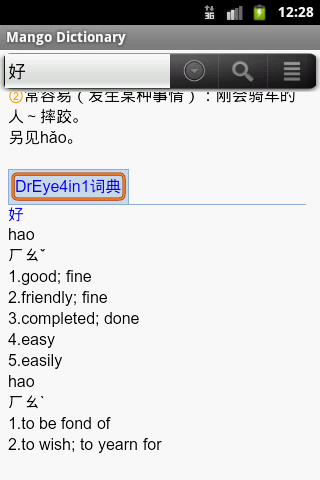 3G 12:28
Mango Dictionary
好
②常容易（发生某种事情）：刚会骑车的
人～摔跤。
另见hǎo。
DrEye4in1词典
好
hao
ㄏㄠˇ
1.good; fine
2.friendly; fine
3.completed; done
4.easy
5.easily
hao
ㄏㄠˋ
1.to be fond of
2.to wish; to yearn for